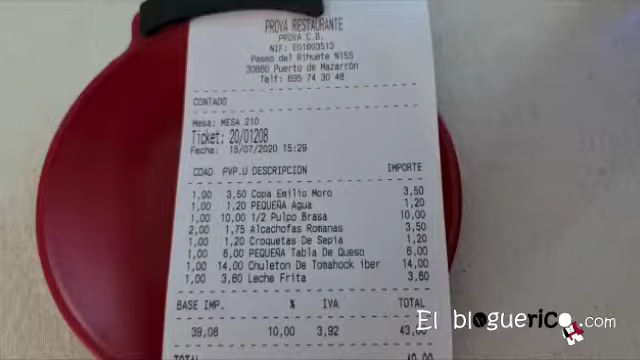 PROVA RESTAURANTE
PROVA C.B.
NIF: E01603513
Paseo del Rihuete N155
30860 Puerto de Mazarrón
Telf: 695 74 30 48
CONTADO
Mesa: MESA 210
Ticket: 20/01208
Fecha: 15/07/2020 15:29
CDAD PVP.U DESCRIPCION IMPORTE
1,00 3,50 Copa Emilio Moro 3,50
1,00 1,20 PEQUEÑA Agua 1,20
1,00 10,00 1/2 Pulpo Brasa 10,00
2,00 1,75 Alcachofas Romanas 3,50
1,00 1,20 Croquetas De Sepia 1,20
1,00 6,00 PEQUEÑA Tabla De Queso 6,00
1,00 14,00 Chuleton De Tomahock iber 14,00
1,00 3,60 Leche Frita 3,60
BASE IMP. % IVA TOTAL
39,08 10,00 3,92 43,
TOTAL
El bloguerico.com